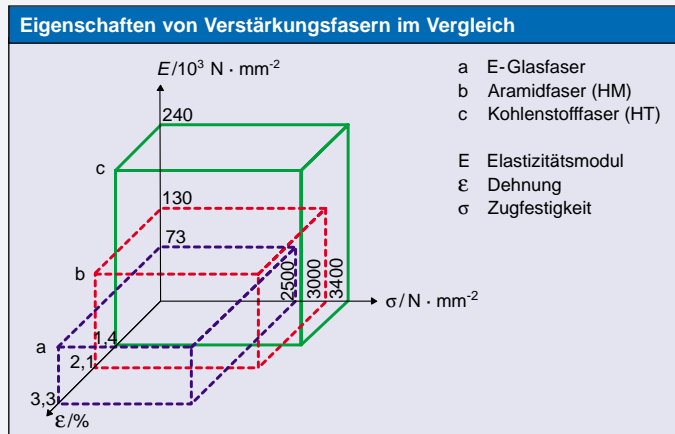 Eigenschaften von Verstärkungsfasern im Vergleich
E/10³ N · mm⁻²
240
c
130
73
b
2500
3000
3400
σ/N · mm⁻²
a
1,4
2,1
3,3
ε/%
a E-Glasfaser
b Aramidfaser (HM)
c Kohlenstofffaser (HT)
E Elastizitätsmodul
ε Dehnung
σ Zugfestigkeit